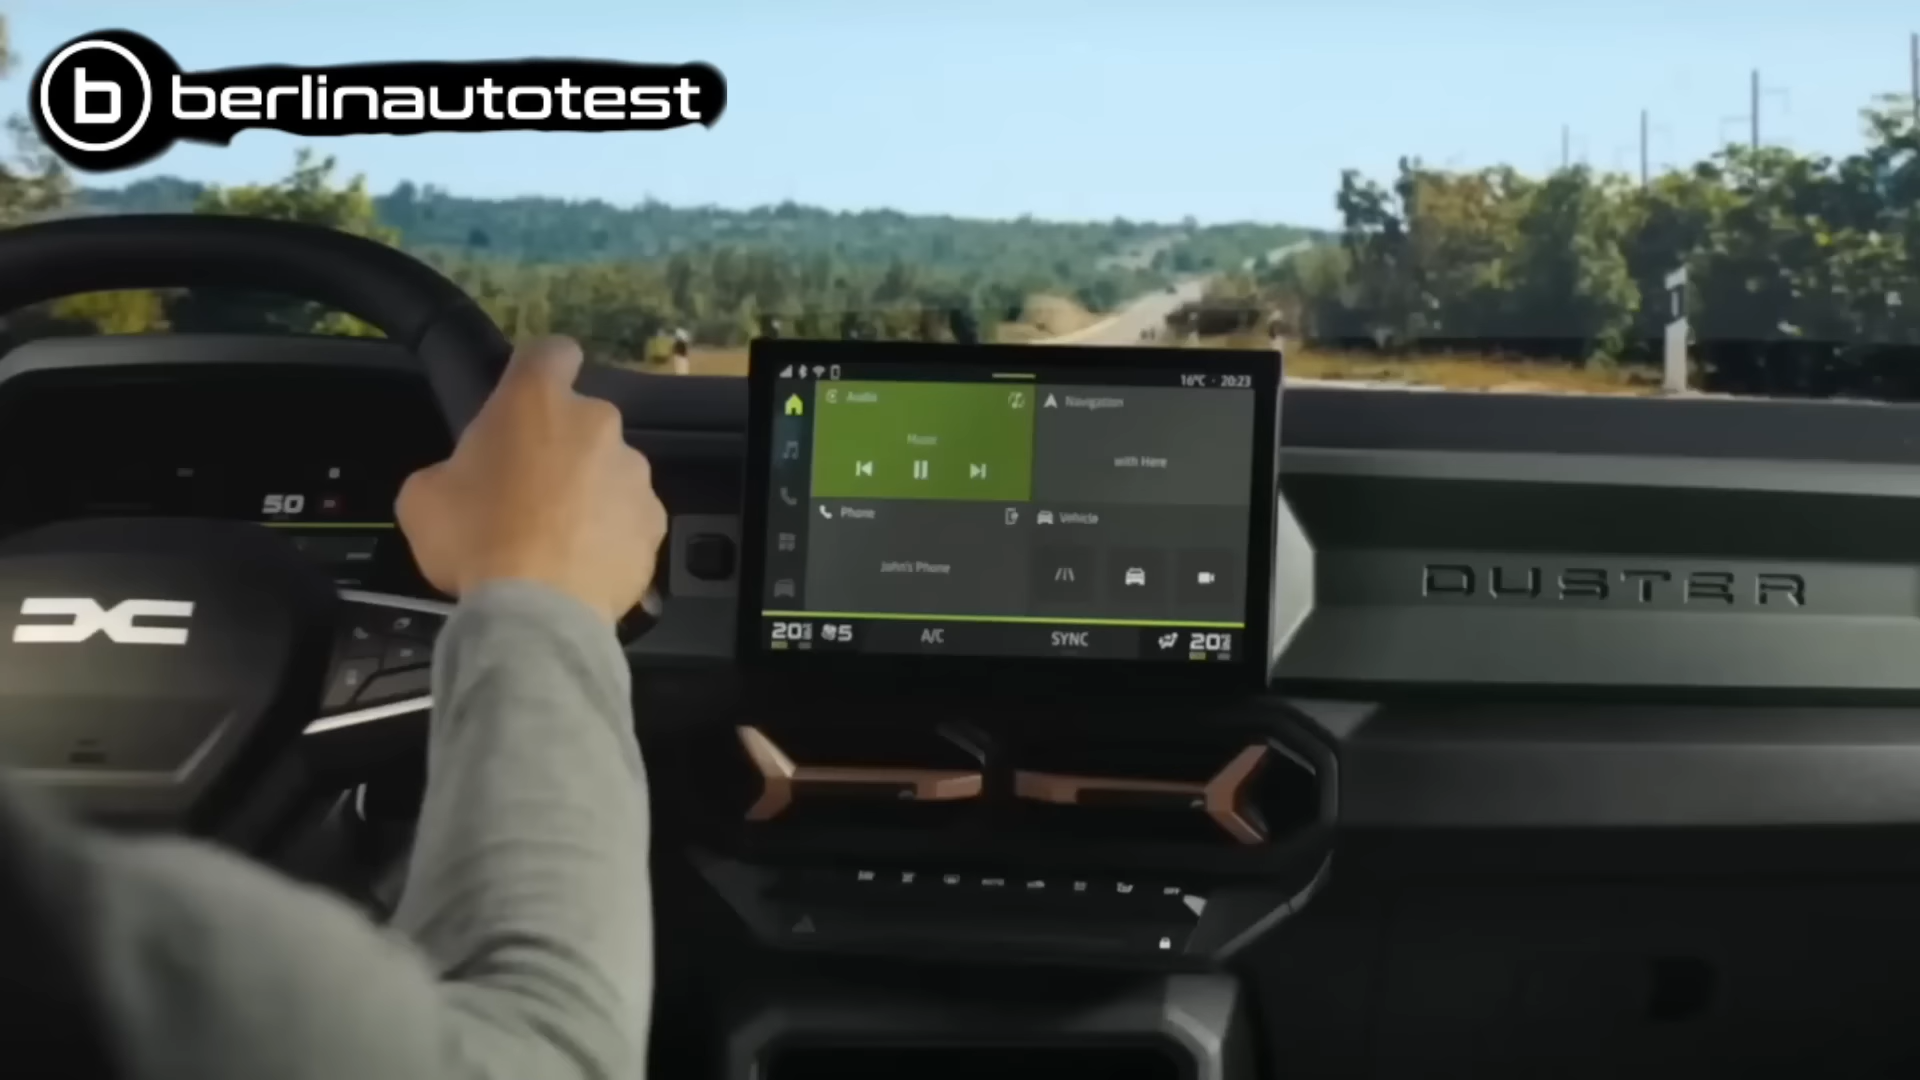 b berlinautotest
16°C · 20:23
Audio
Navigation
Music
with Here
Phone
Vehicle
John's Phone
20 5 A/C SYNC 20
50
DUSTER